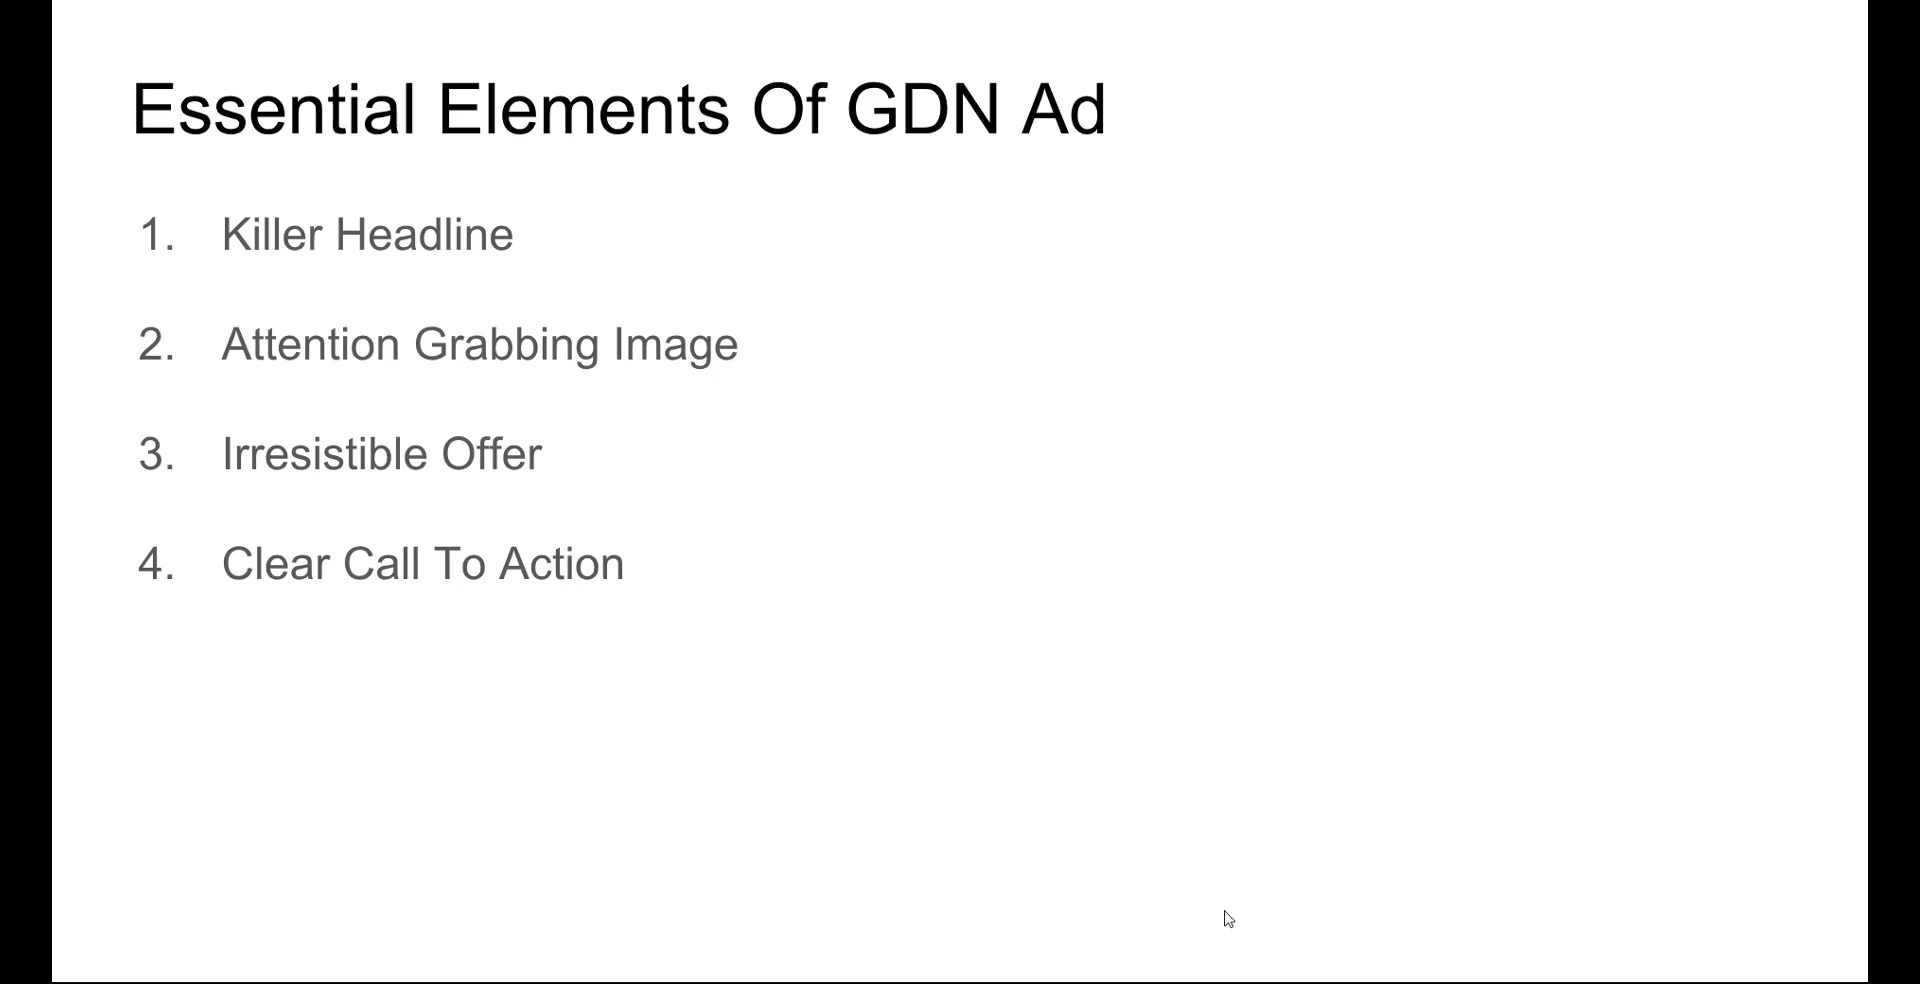 Essential Elements Of GDN Ad
1. Killer Headline
2. Attention Grabbing Image
3. Irresistible Offer
4. Clear Call To Action